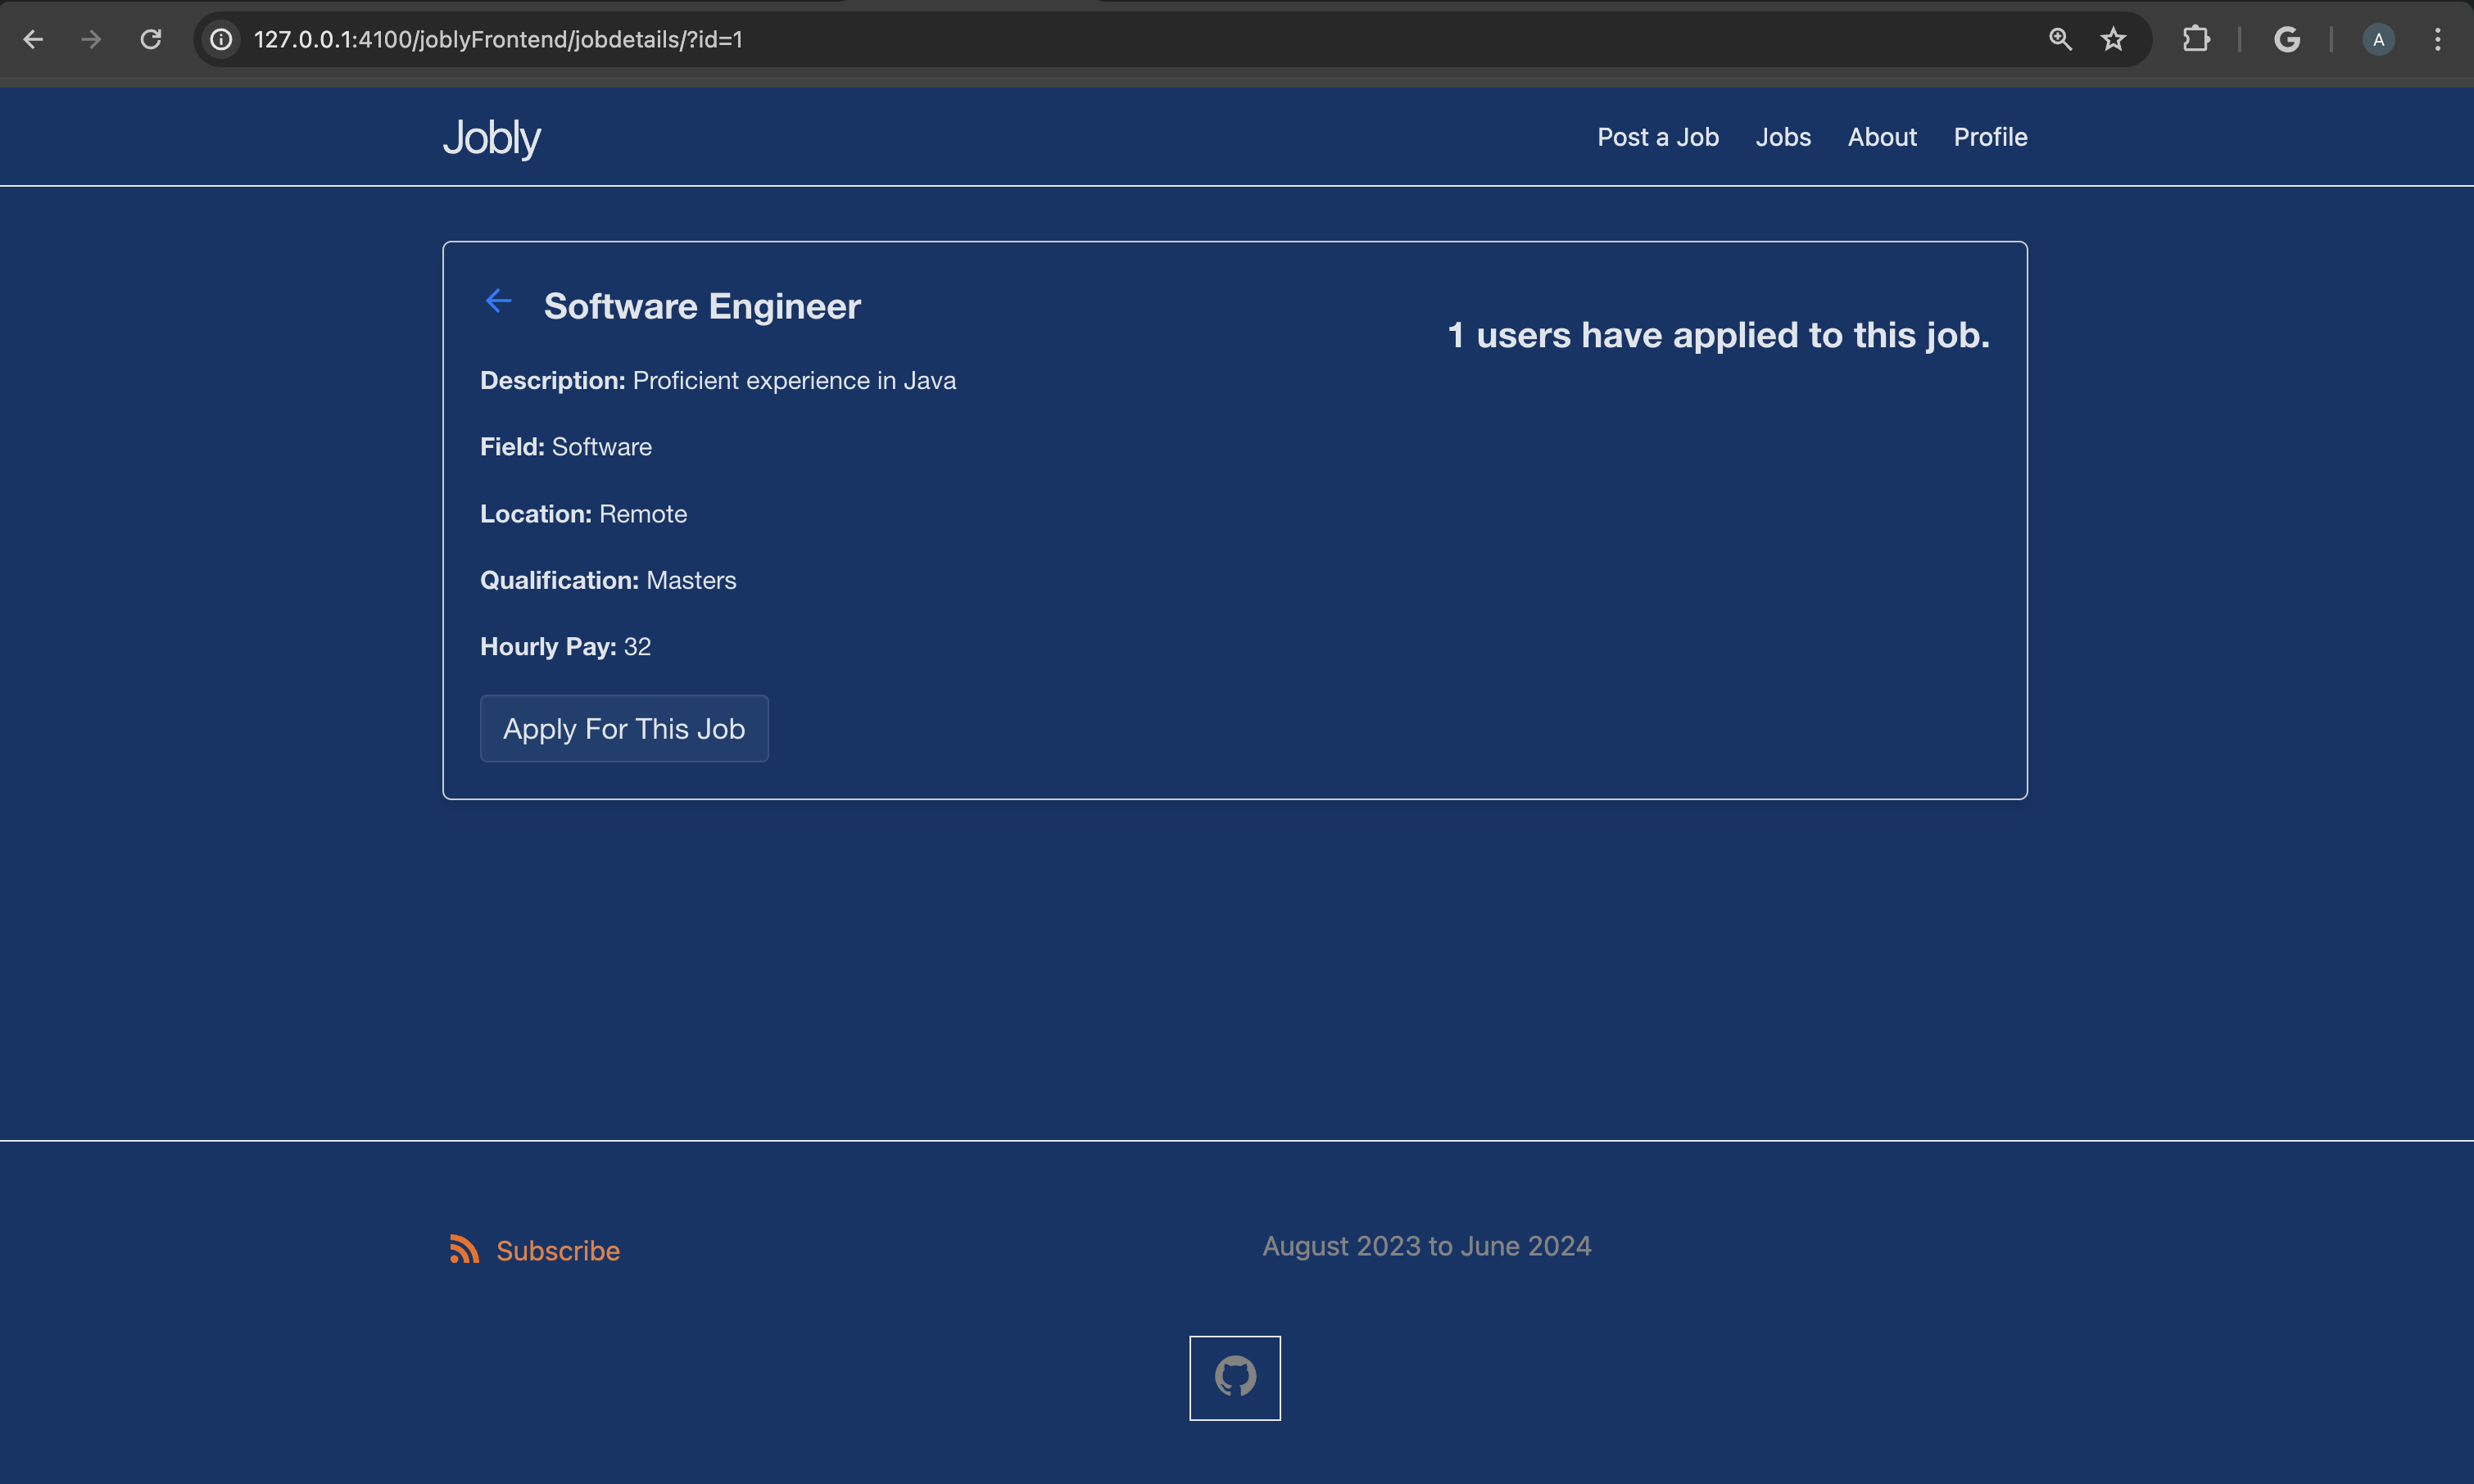 127.0.0.1:4100/joblyFrontend/jobdetails/?id=1
A
Jobly
Post a Job Jobs About Profile
Software Engineer
1 users have applied to this job.
Description: Proficient experience in Java
Field: Software
Location: Remote
Qualification: Masters
Hourly Pay: 32
Apply For This Job
Subscribe
August 2023 to June 2024